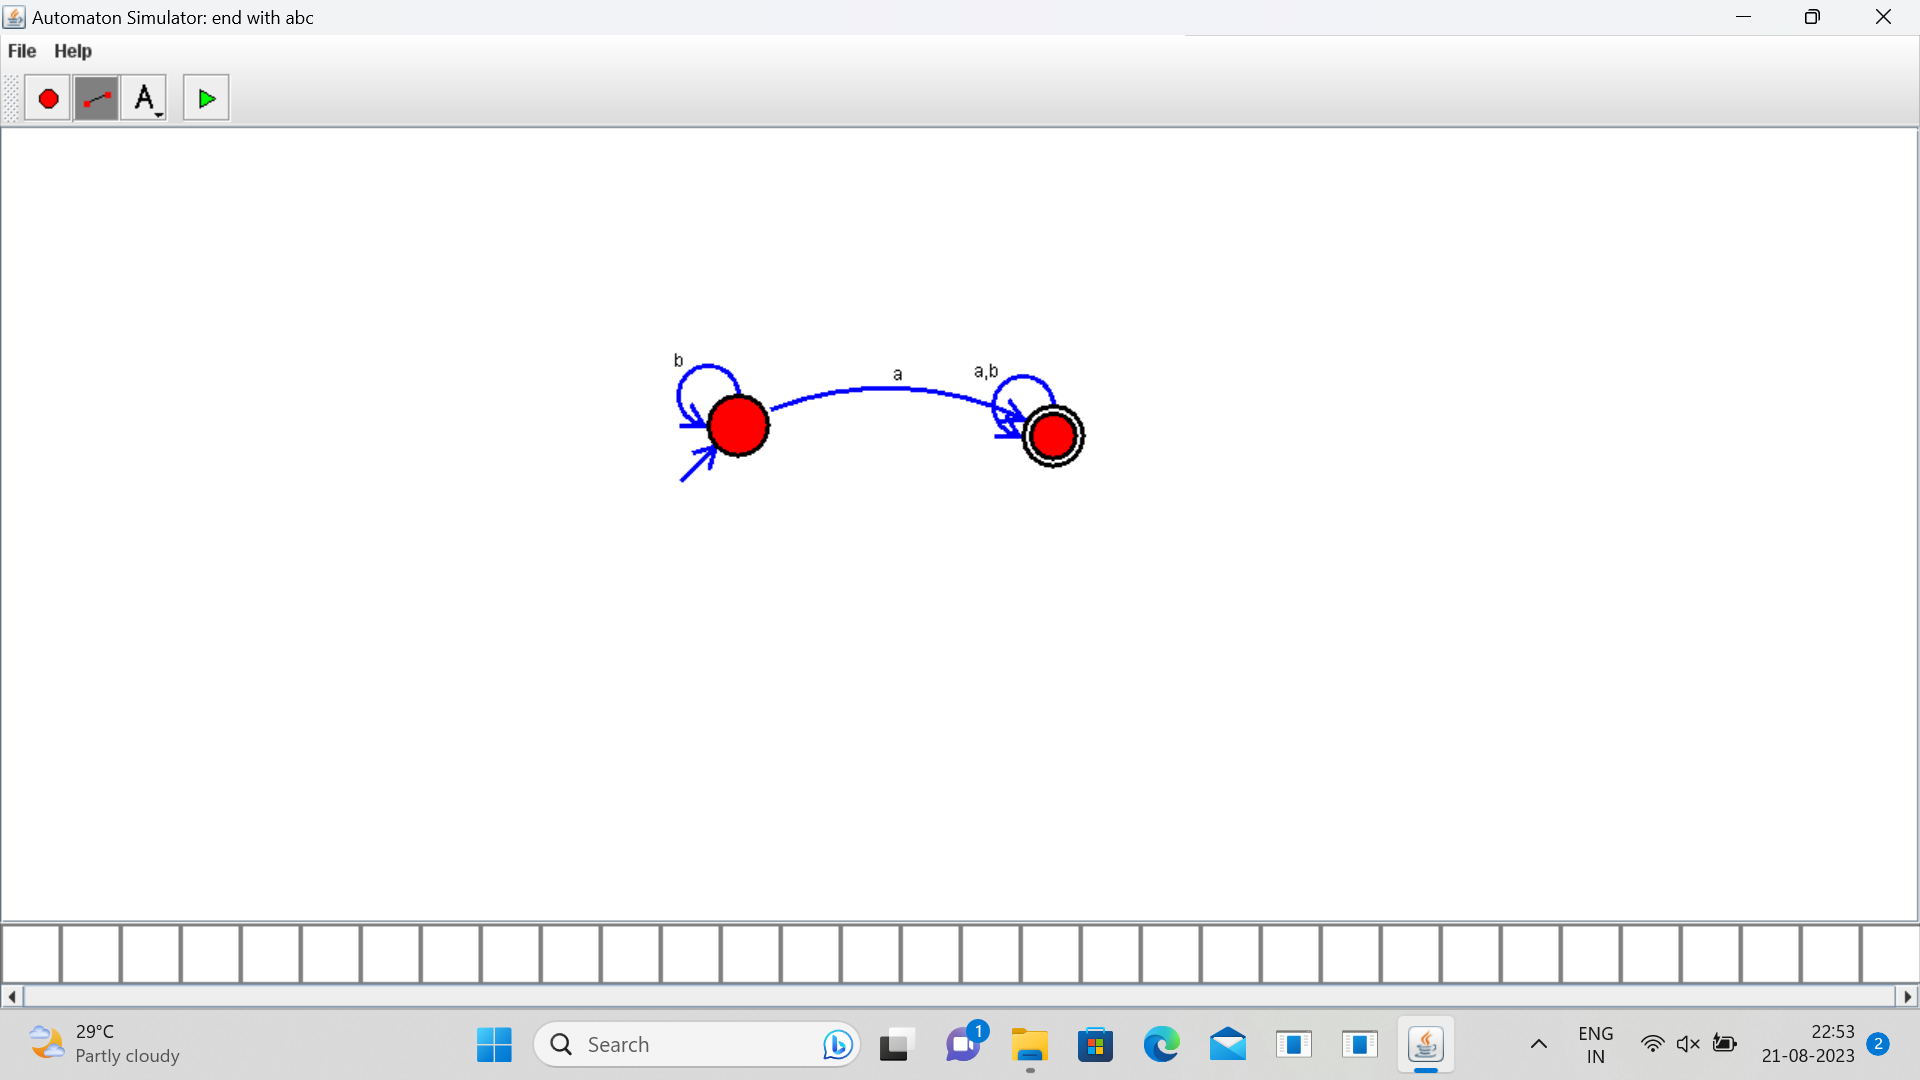 Automaton Simulator: end with abc
File Help
A
b
a
a,b
29°C
Partly cloudy
Search
1
ENG
IN
22:53
21-08-2023
2